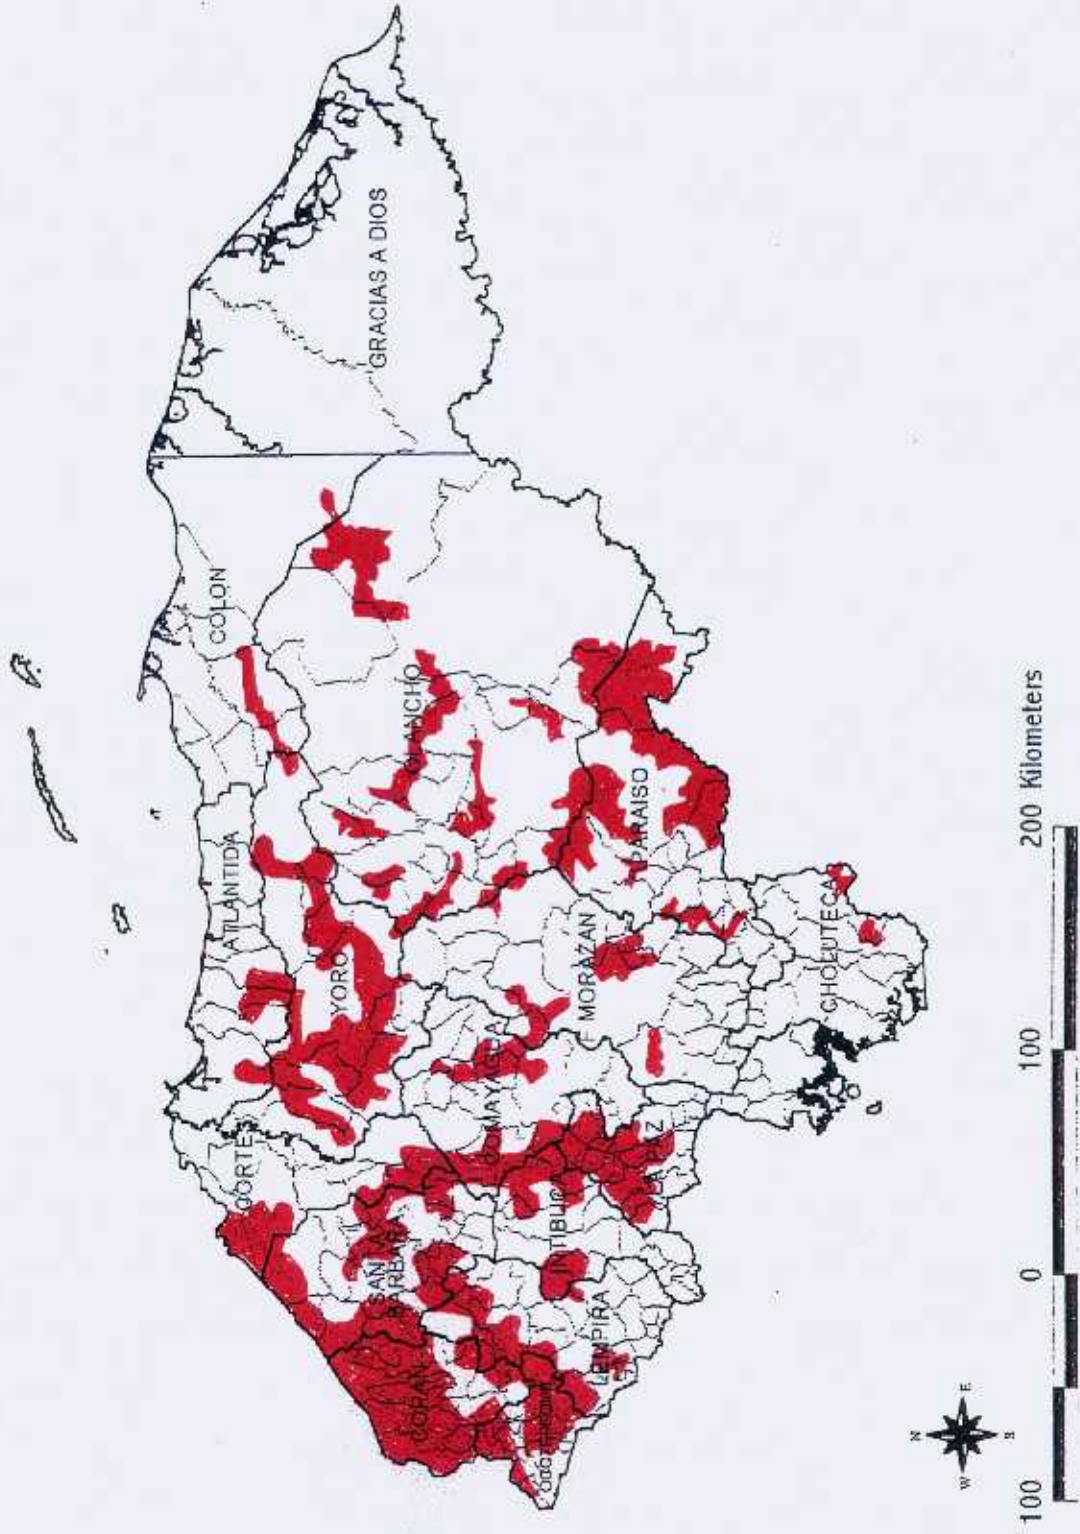 GRACIAS A DIOS
COLON
OLANCHO
ATLANTIDA
YORO
PARAISO
MORAZAN
CHOLUTECA
CORTES
COMAYAGUA
LA PAZ
INTIBUCA
SANTA
BARBARA
LEMPIRA
COPAN
N
W
E
S
100 0 100 200 Kilometers